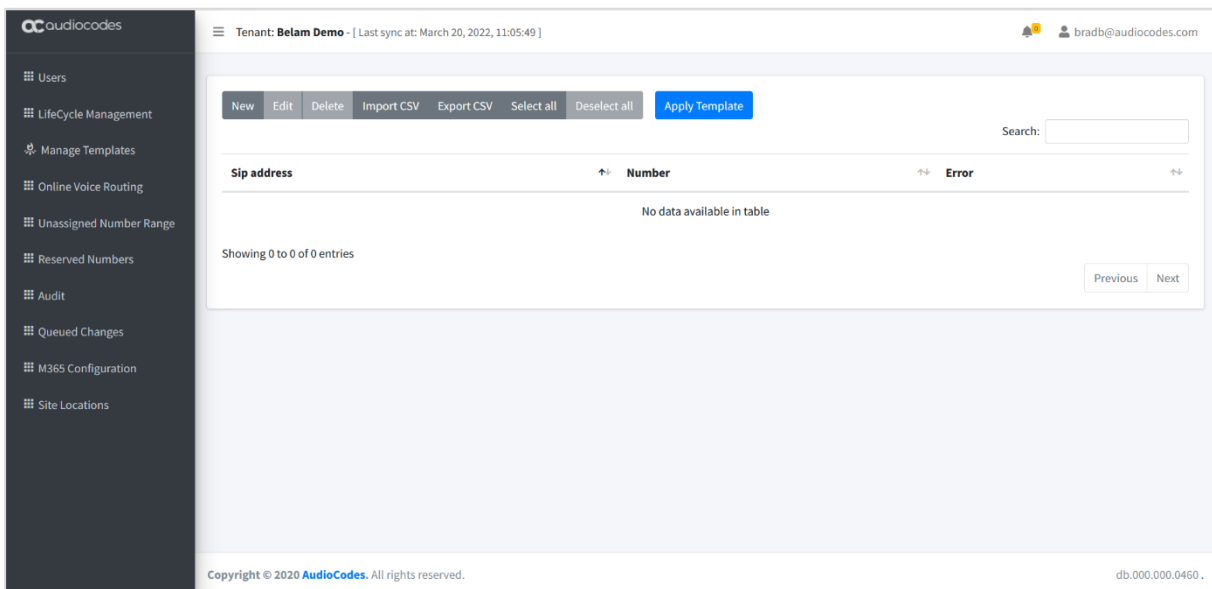 audiocodes
Tenant: Belam Demo - [ Last sync at: March 20, 2022, 11:05:49 ]
0
bradb@audiocodes.com
Users
LifeCycle Management
Manage Templates
Online Voice Routing
Unassigned Number Range
Reserved Numbers
Audit
Queued Changes
M365 Configuration
Site Locations
New Edit Delete Import CSV Export CSV Select all Deselect all Apply Template
Search:
Sip address Number Error
No data available in table
Showing 0 to 0 of 0 entries
Previous Next
Copyright © 2020 AudioCodes. All rights reserved.
db.000.000.0460 .